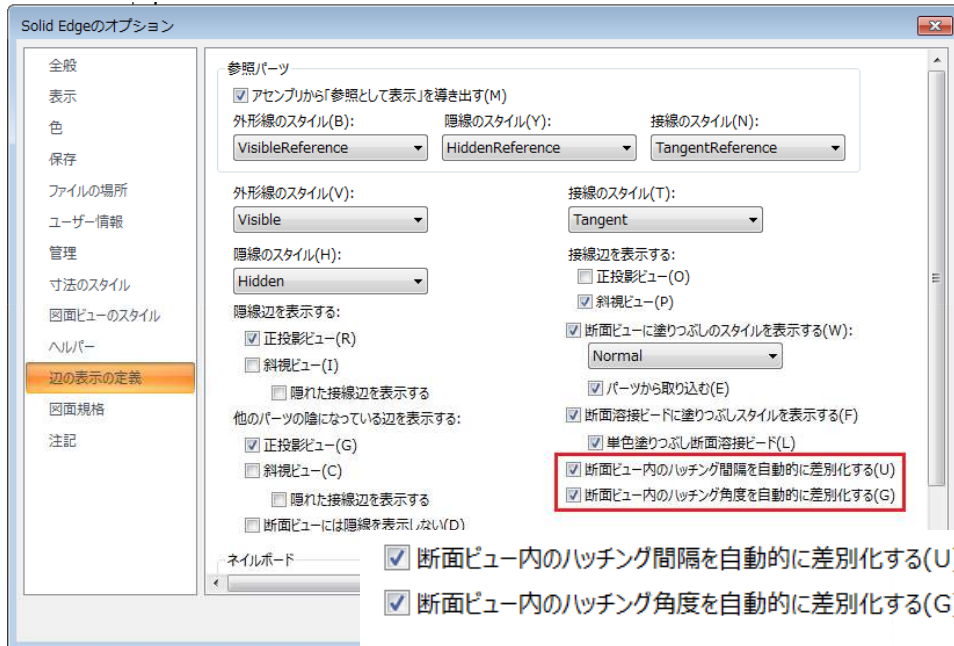 Solid Edgeのオプション
全般
表示
色
保存
ファイルの場所
ユーザー情報
管理
寸法のスタイル
図面ビューのスタイル
ヘルパー
辺の表示の定義
図面規格
注記
参照パーツ
アセンブリから「参照として表示」を導き出す(M)
外形線のスタイル(B): 隠線のスタイル(Y): 接線のスタイル(N):
VisibleReference HiddenReference TangentReference
外形線のスタイル(V):
Visible
隠線のスタイル(H):
Hidden
隠線辺を表示する:
正投影ビュー(R)
斜視ビュー(I)
隠れた接線辺を表示する
他のパーツの陰になっている辺を表示する:
正投影ビュー(G)
斜視ビュー(C)
隠れた接線辺を表示する
断面ビューには隠線を表示しない(D)
ネイルボード
接線のスタイル(T):
Tangent
接線辺を表示する:
正投影ビュー(O)
斜視ビュー(P)
断面ビューに塗りつぶしのスタイルを表示する(W):
Normal
パーツから取り込む(E)
断面溶接ビードに塗りつぶしスタイルを表示する(F)
単色塗りつぶし断面溶接ビード(L)
断面ビュー内のハッチング間隔を自動的に差別化する(U)
断面ビュー内のハッチング角度を自動的に差別化する(G)
断面ビュー内のハッチング間隔を自動的に差別化する(U)
断面ビュー内のハッチング角度を自動的に差別化する(G)